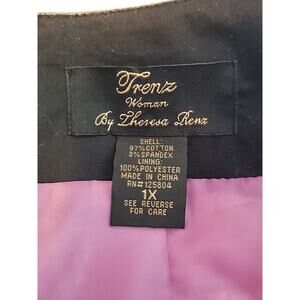 Trenz
Woman
By Theresa Renz
SHELL:
97% COTTON
3% SPANDEX
LINING:
100% POLYESTER
MADE IN CHINA
RN#125804
1X
SEE REVERSE
FOR CARE